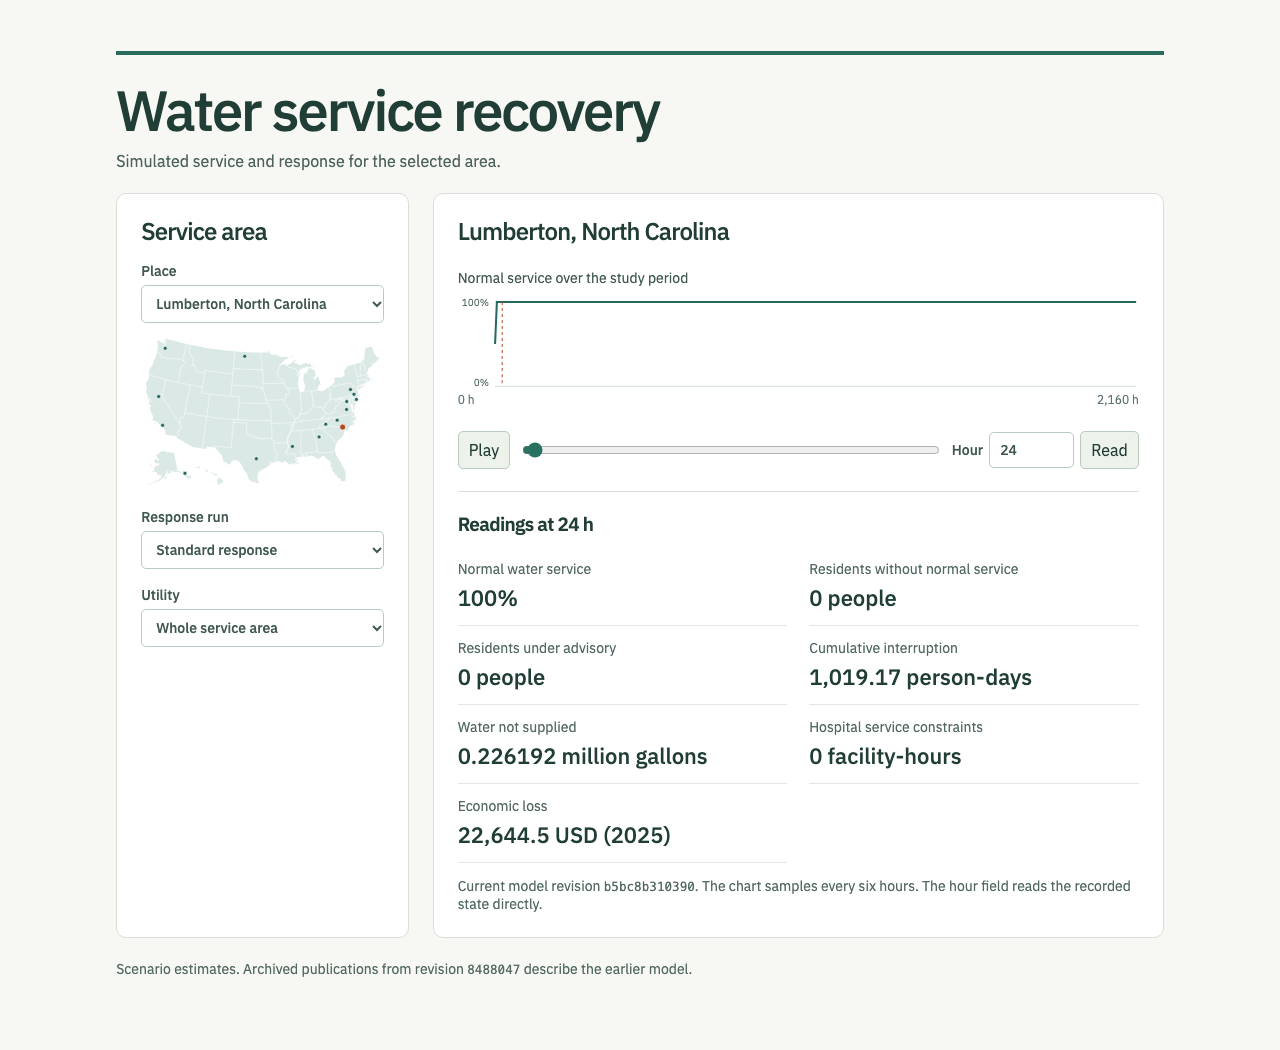 Water service recovery
Simulated service and response for the selected area.
Service area
Place
Lumberton, North Carolina
Response run
Standard response
Utility
Whole service area
Lumberton, North Carolina
Normal service over the study period
100%
0%
0 h
2,160 h
Play
Hour
24
Read
Readings at 24 h
Normal water service
100%
Residents without normal service
0 people
Residents under advisory
0 people
Cumulative interruption
1,019.17 person-days
Water not supplied
0.226192 million gallons
Hospital service constraints
0 facility-hours
Economic loss
22,644.5 USD (2025)
Current model revision b5bc8b310390. The chart samples every six hours. The hour field reads the recorded
state directly.
Scenario estimates. Archived publications from revision 8488047 describe the earlier model.